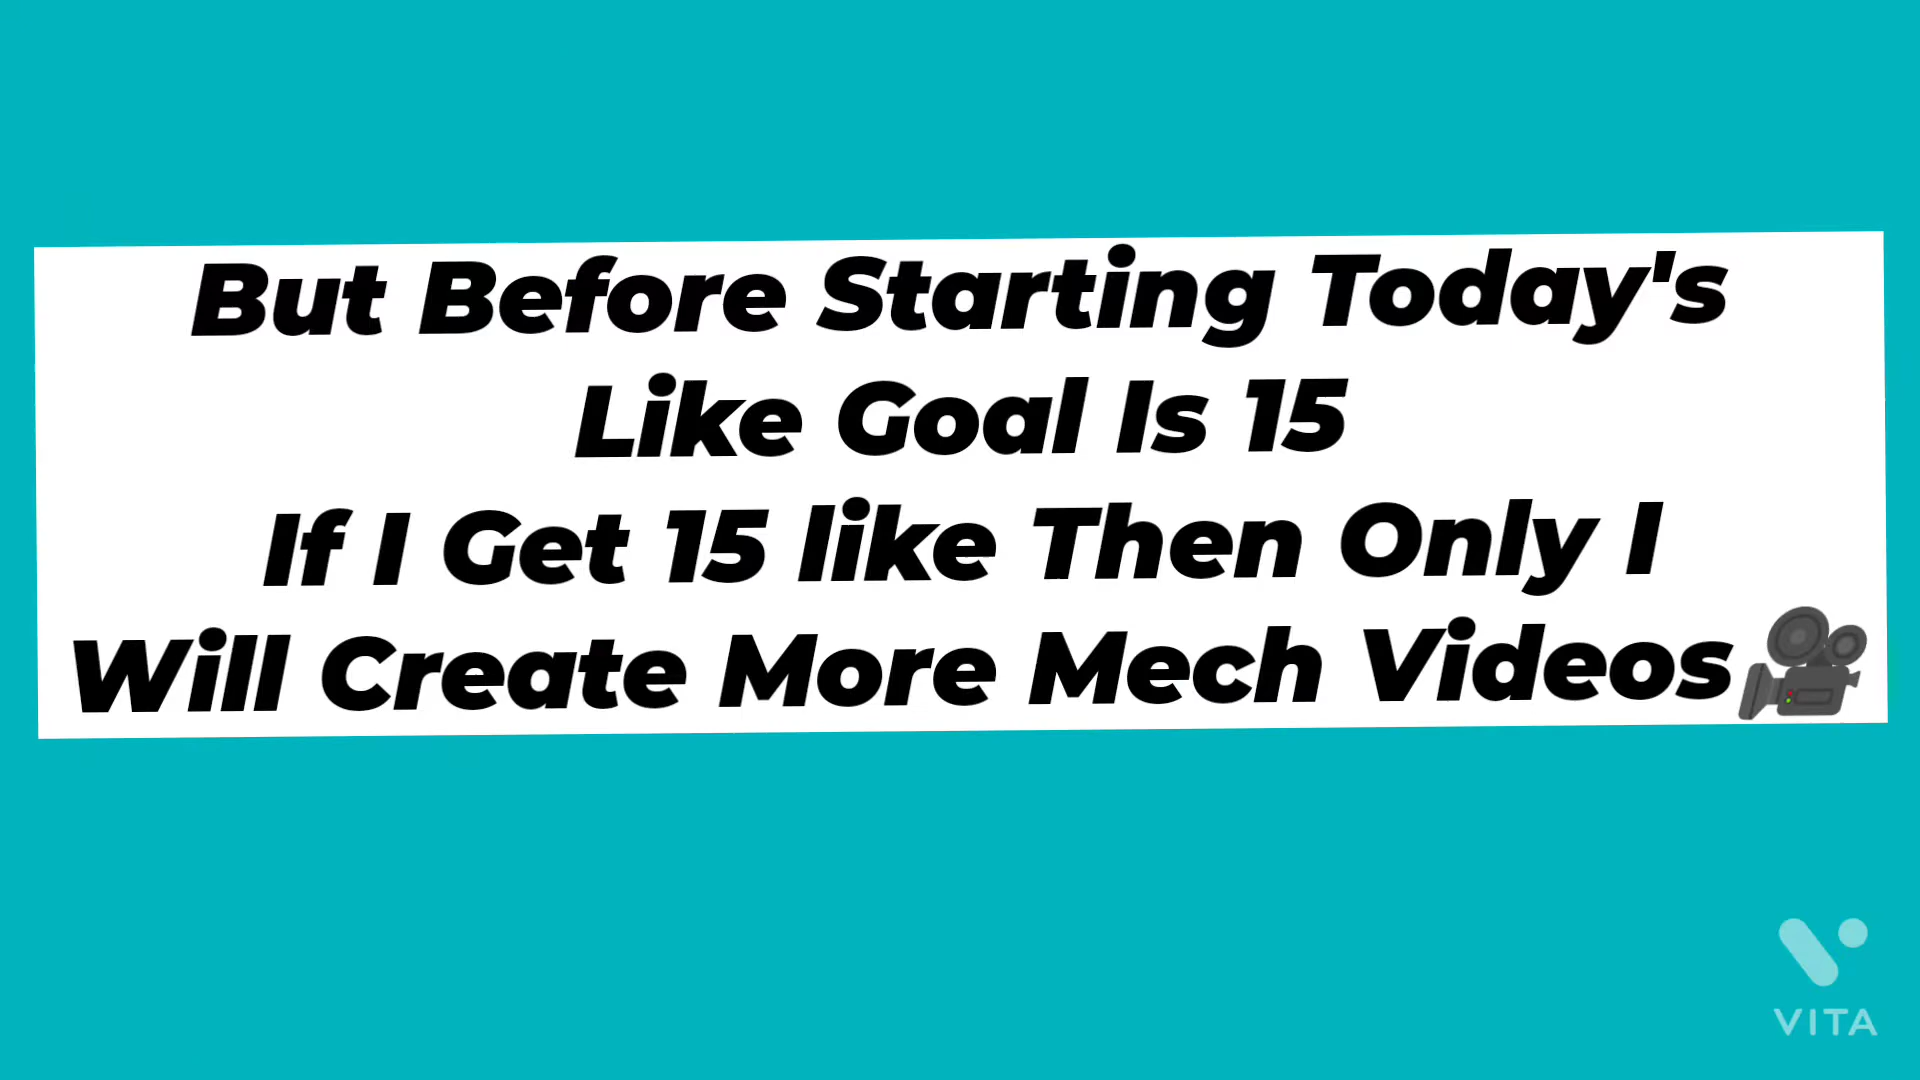 But Before Starting Today's
Like Goal Is 15
If I Get 15 like Then Only I
Will Create More Mech Videos🎥
VITA